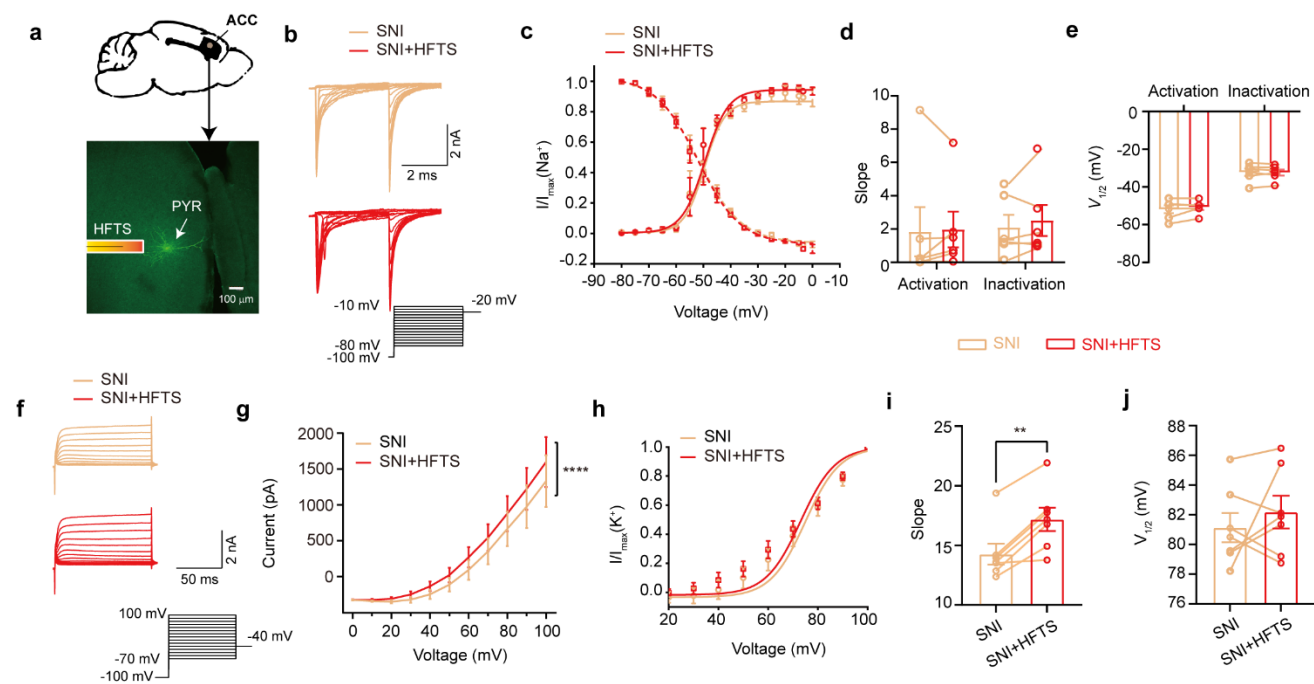 a
ACC
HFTS
PYR
100 μm
b
SNI
SNI+HFTS
2 nA
2 ms
-10 mV
-20 mV
-80 mV
-100 mV
c
SNI
SNI+HFTS
I/Imax(Na+)
1.0
0.8
0.6
0.4
0.2
0.0
-0.2
-90 -80 -70 -60 -50 -40 -30 -20 -10 0 -10
Voltage (mV)
d
Slope
10
8
6
4
2
0
Activation Inactivation
e
Activation Inactivation
V1/2 (mV)
0
-20
-40
-60
-80
SNI SNI+HFTS
f
SNI
SNI+HFTS
2 nA
50 ms
100 mV
-40 mV
-70 mV
-100 mV
g
SNI
SNI+HFTS
****
Current (pA)
2000
1750
1500
1000
500
0
0 20 40 60 80 100
Voltage (mV)
h
SNI
SNI+HFTS
I/Imax(K+)
1.0
0.8
0.6
0.4
0.2
0.0
20 40 60 80 100
Voltage (mV)
i
**
Slope
25
20
15
10
SNI
SNI+HFTS
j
V1/2 (mV)
88
86
84
82
80
78
76
SNI
SNI+HFTS